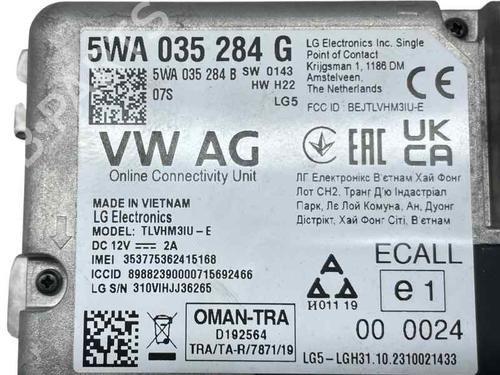 5WA 035 284 G
5WA 035 284 B SW 0143
HW H22
07S
LG5
LG Electronics Inc. Single
Point of Contact
Krijgsman 1, 1186 DM
Amstelveen,
The Netherlands
FCC ID : BEJTLVHM3IU-E
VW AG
Online Connectivity Unit
EAC
UK
CA
ЛГ Електронікс В'єтнам Хай Фонг
Лот CH2, Транг Д'є Індастріал
Парк, Лє Лой Комуна, Ан, Дуонг
Дістрікт, Хай Фонг Сіті, В'єтнам
MADE IN VIETNAM
LG Electronics
MODEL: TLVHM3IU - E
DC 12V 2A
IMEI 353775362415168
ICCID 89882390000715692466
LG S/N 310VIHJJ36265
OMAN-TRA
D192564
TRA/TA-R/7871/19
И011 19
ECALL
e1
00 0024
LG5-LGH31.10.2310021433